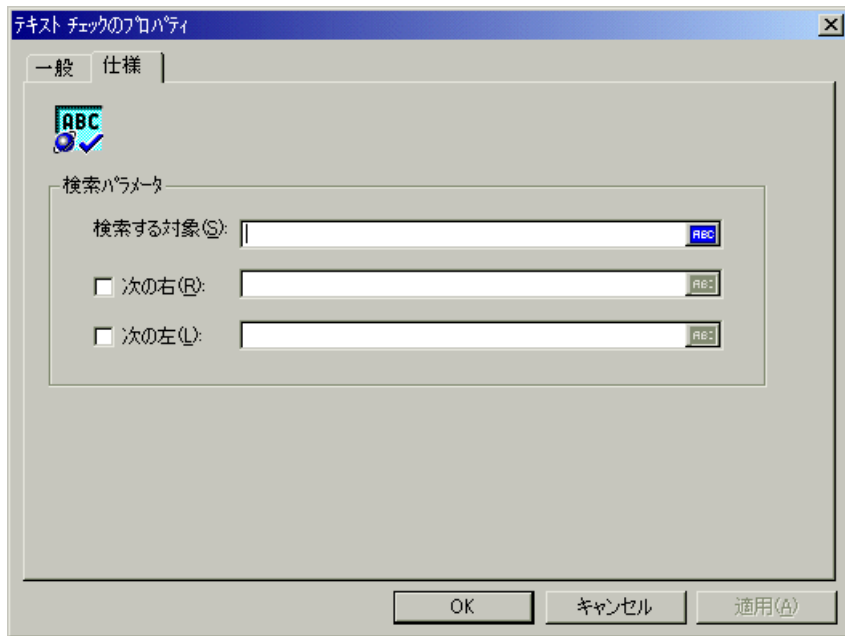 テキスト チェックのプロパティ
一般 仕様
ABC
検索パラメータ
検索する対象(S):
ABC
次の右(R):
ABC
次の左(L):
ABC
OK キャンセル 適用(A)